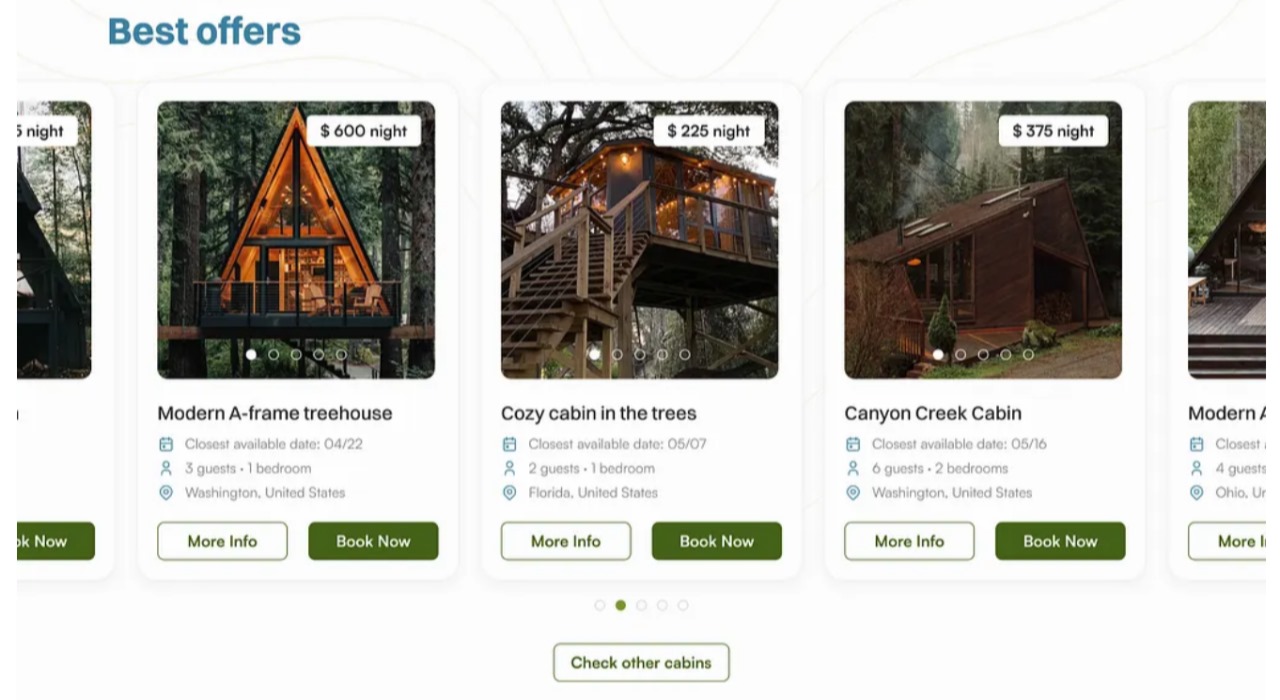 Best offers
5 night
ok Now
$ 600 night
Modern A-frame treehouse
Closest available date: 04/22
3 guests • 1 bedroom
Washington, United States
More Info
Book Now
$ 225 night
Cozy cabin in the trees
Closest available date: 05/07
2 guests • 1 bedroom
Florida, United States
More Info
Book Now
$ 375 night
Canyon Creek Cabin
Closest available date: 05/16
6 guests • 2 bedrooms
Washington, United States
More Info
Book Now
Modern A
Closest
4 guests
Ohio, Un
More I
Check other cabins